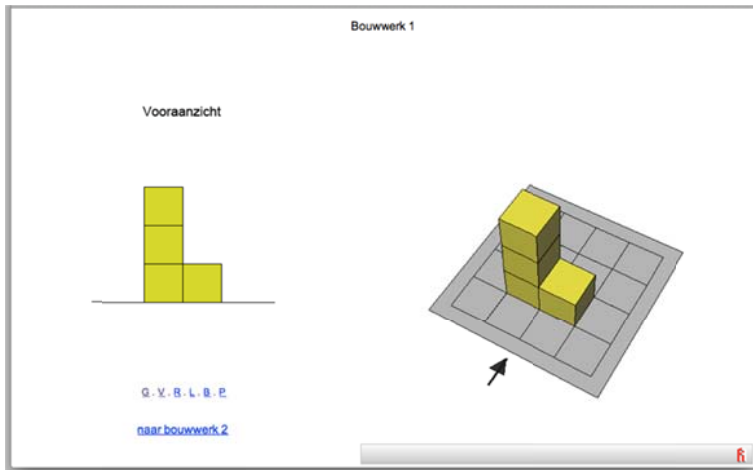 Bouwwerk 1
Vooraanzicht
G . V . R . L . B . P
naar bouwwerk 2